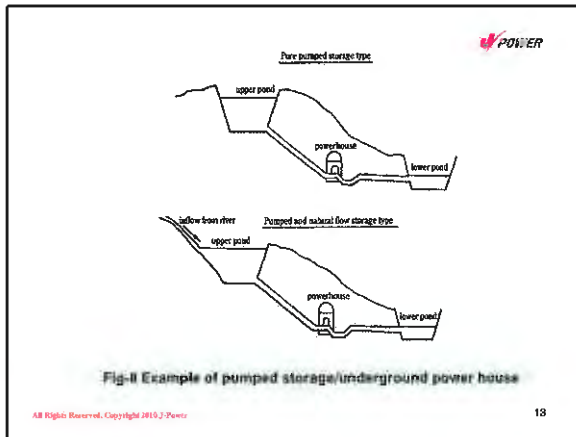 POWER
Pure pumped storage type
upper pond
powerhouse
lower pond
inflow from river
Pumped and natural flow storage type
upper pond
powerhouse
lower pond
Fig-8 Example of pumped storage/underground power house
All Rights Reserved. Copyright 2010 J-Power
13